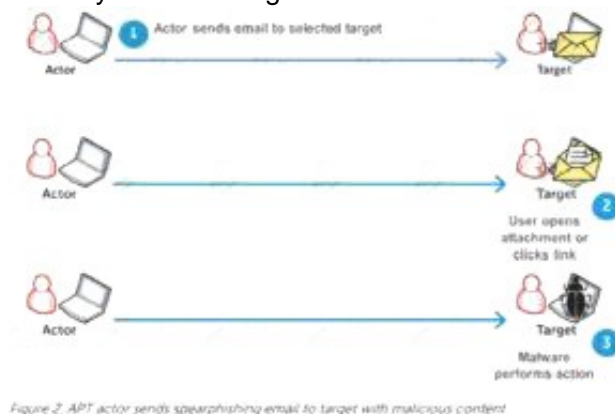 1 Actor sends email to selected target
Actor
Target
Actor
Target
2
User opens
attachment or
clicks link
Actor
Target
3
Malware
performs action
Figure 2. APT actor sends spearphishing email to target with malicious content